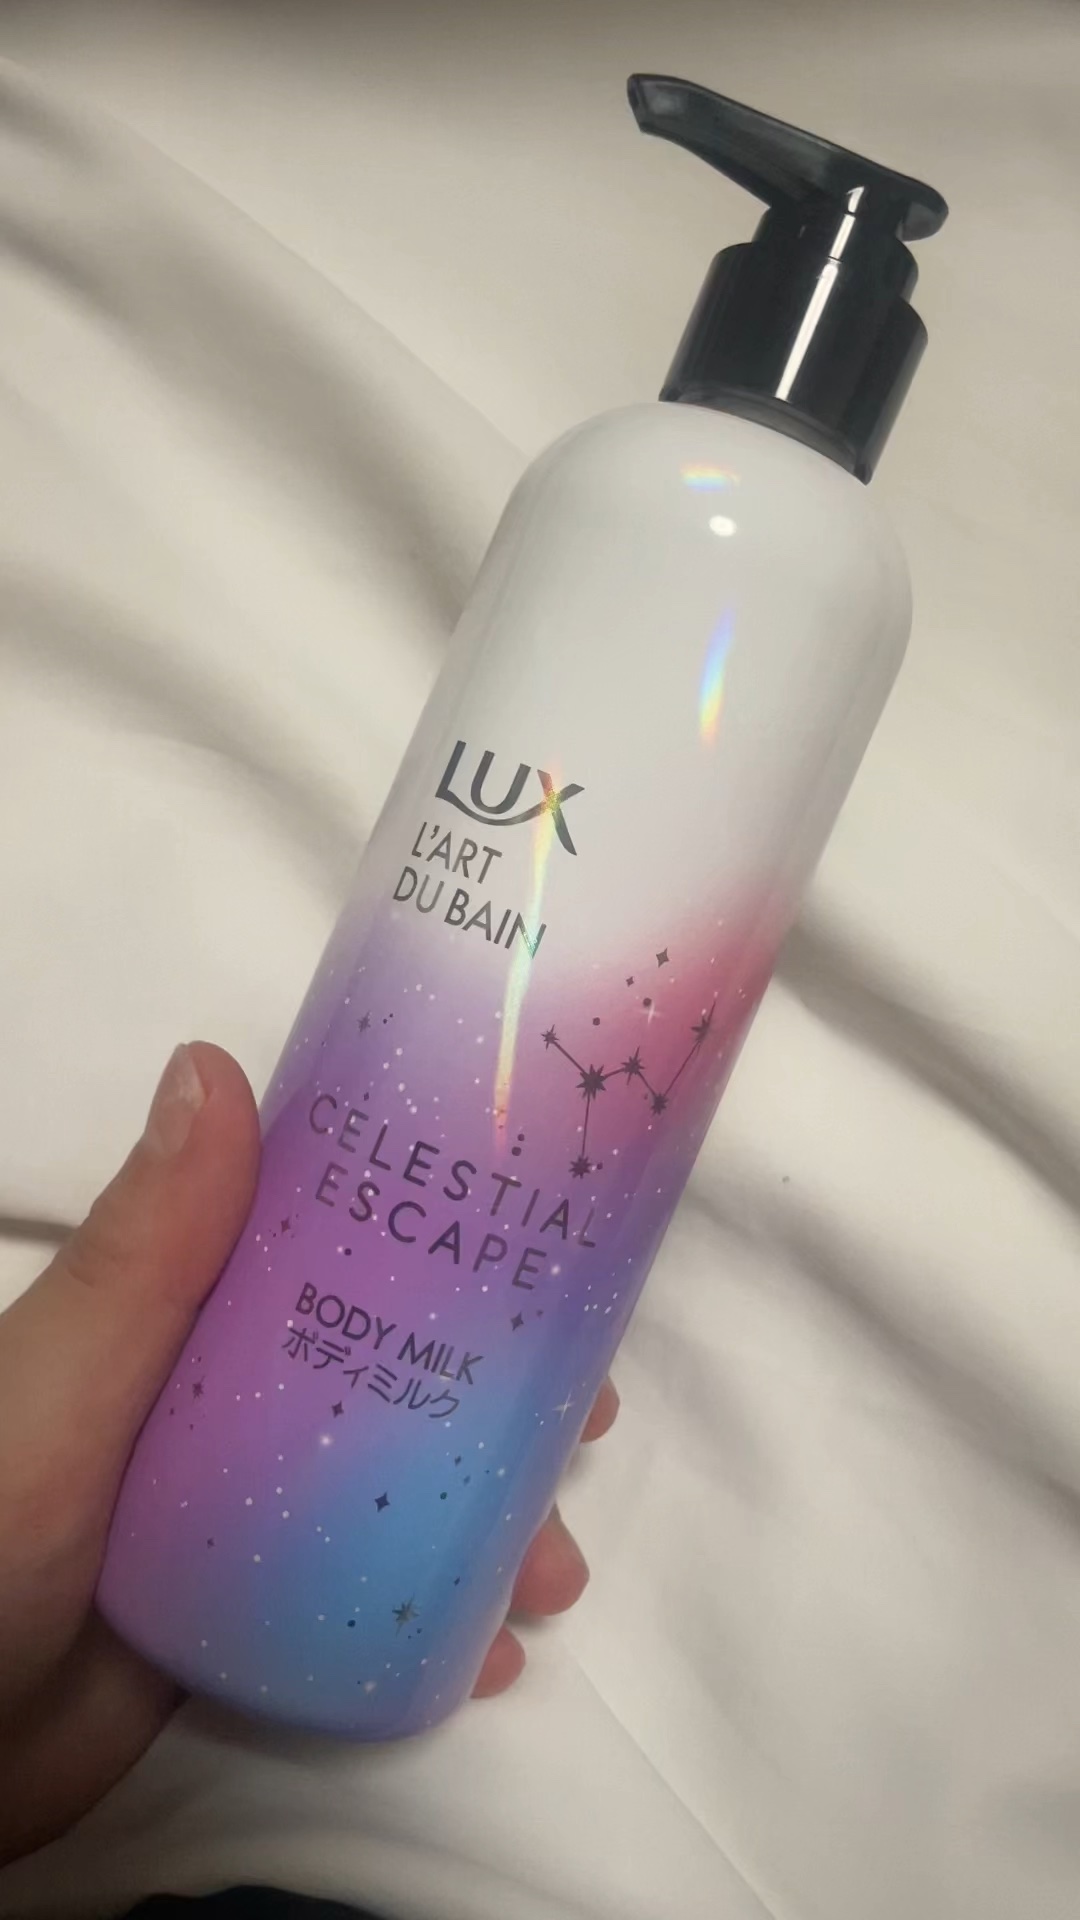 LUX
L'ART
DU BAIN
CELESTIAL
ESCAPE
BODY MILK
ボディミルク